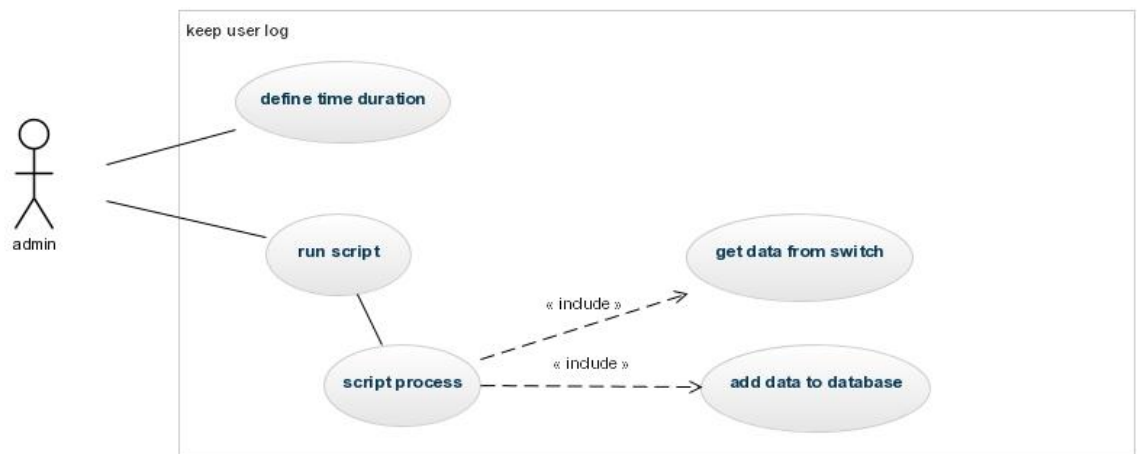 keep user log
define time duration
admin
run script
get data from switch
« include »
« include »
script process
add data to database